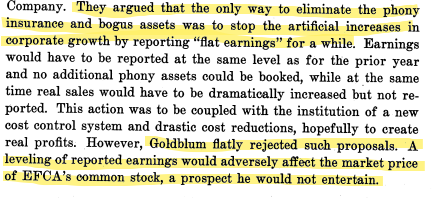 Company. They argued that the only way to eliminate the phony
insurance and bogus assets was to stop the artificial increases in
corporate growth by reporting "flat earnings" for a while. Earnings
would have to be reported at the same level as for the prior year
and no additional phony assets could be booked, while at the same
time real sales would have to be dramatically increased but not re-
ported. This action was to be coupled with the institution of a new
cost control system and drastic cost reductions, hopefully to create
real profits. However, Goldblum flatly rejected such proposals. A
leveling of reported earnings would adversely affect the market price
of EFCA's common stock, a prospect he would not entertain.